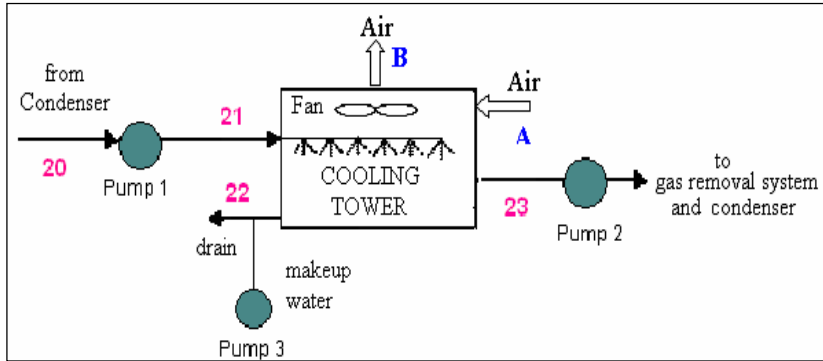 Air
B
from
Condenser
Air
Fan
21
A
20
Pump 1
COOLING
TOWER
to
gas removal system
and condenser
22
23
drain
Pump 2
makeup
water
Pump 3